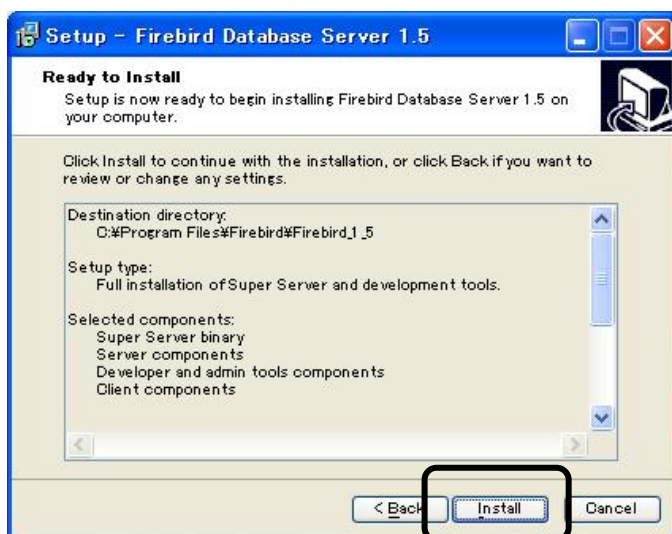 Setup - Firebird Database Server 1.5
Ready to Install
Setup is now ready to begin installing Firebird Database Server 1.5 on
your computer.
Click Install to continue with the installation, or click Back if you want to
review or change any settings.
Destination directory:
C:¥Program Files¥Firebird¥Firebird_1_5
Setup type:
Full installation of Super Server and development tools.
Selected components:
Super Server binary
Server components
Developer and admin tools components
Client components
< Back Install Cancel